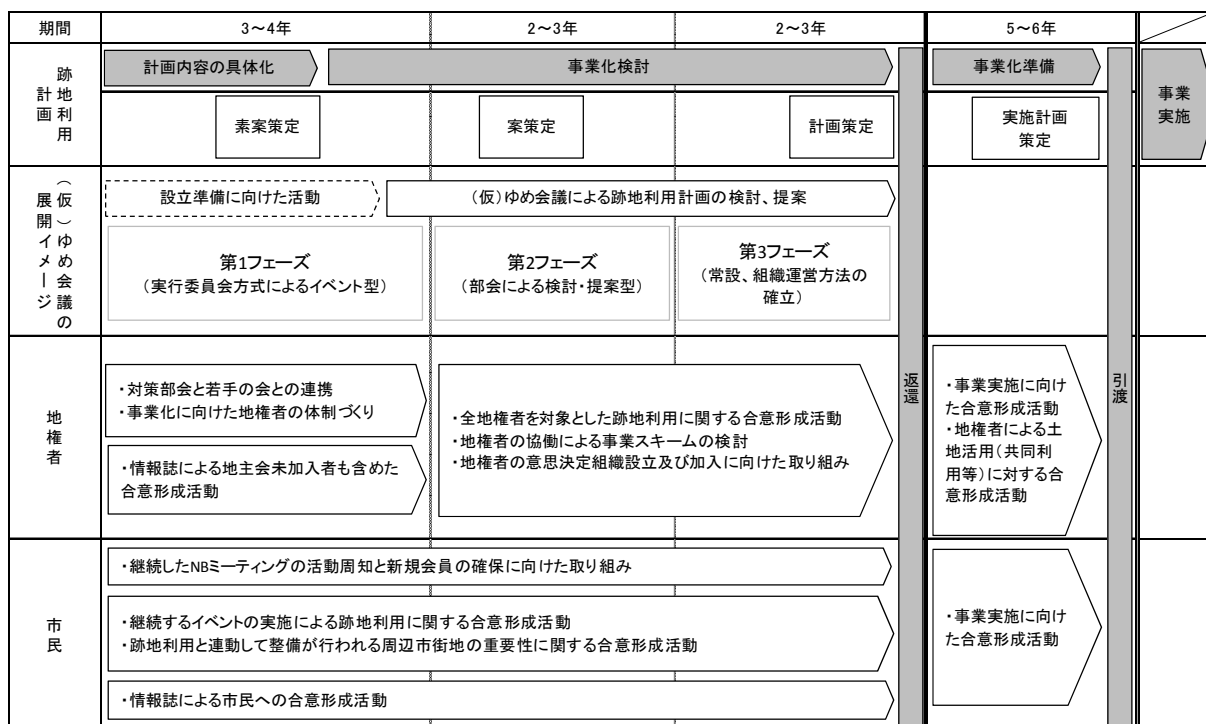 期間
3～4年
2～3年
2～3年
5～6年
跡地利用
計画
計画内容の具体化
事業化検討
事業化準備
素案策定
案策定
計画策定
実施計画
策定
事業
実施
（仮）ゆめ会議の
展開イメージ
設立準備に向けた活動
(仮)ゆめ会議による跡地利用計画の検討、提案
第1フェーズ
(実行委員会方式によるイベント型)
第2フェーズ
(部会による検討・提案型)
第3フェーズ
(常設、組織運営方法の
確立)
返還
引渡
地権者
・対策部会と若手の会との連携
・事業化に向けた地権者の体制づくり
・情報誌による地主会未加入者も含めた
合意形成活動
・全地権者を対象とした跡地利用に関する合意形成活動
・地権者の協働による事業スキームの検討
・地権者の意思決定組織設立及び加入に向けた取り組み
・事業実施に向け
た合意形成活動
・地権者による土
地活用(共同利
用等)に対する合
意形成活動
市民
・継続したNBミーティングの活動周知と新規会員の確保に向けた取り組み
・継続するイベントの実施による跡地利用に関する合意形成活動
・跡地利用と連動して整備が行われる周辺市街地の重要性に関する合意形成活動
・情報誌による市民への合意形成活動
・事業実施に向け
た合意形成活動